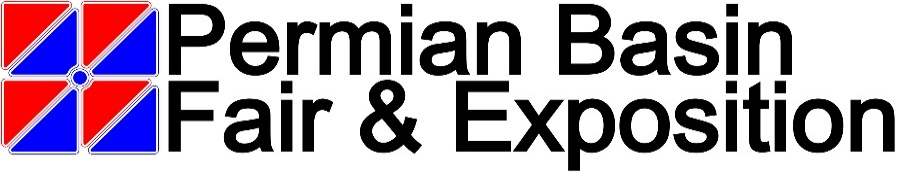 Permian Basin
Fair & Exposition